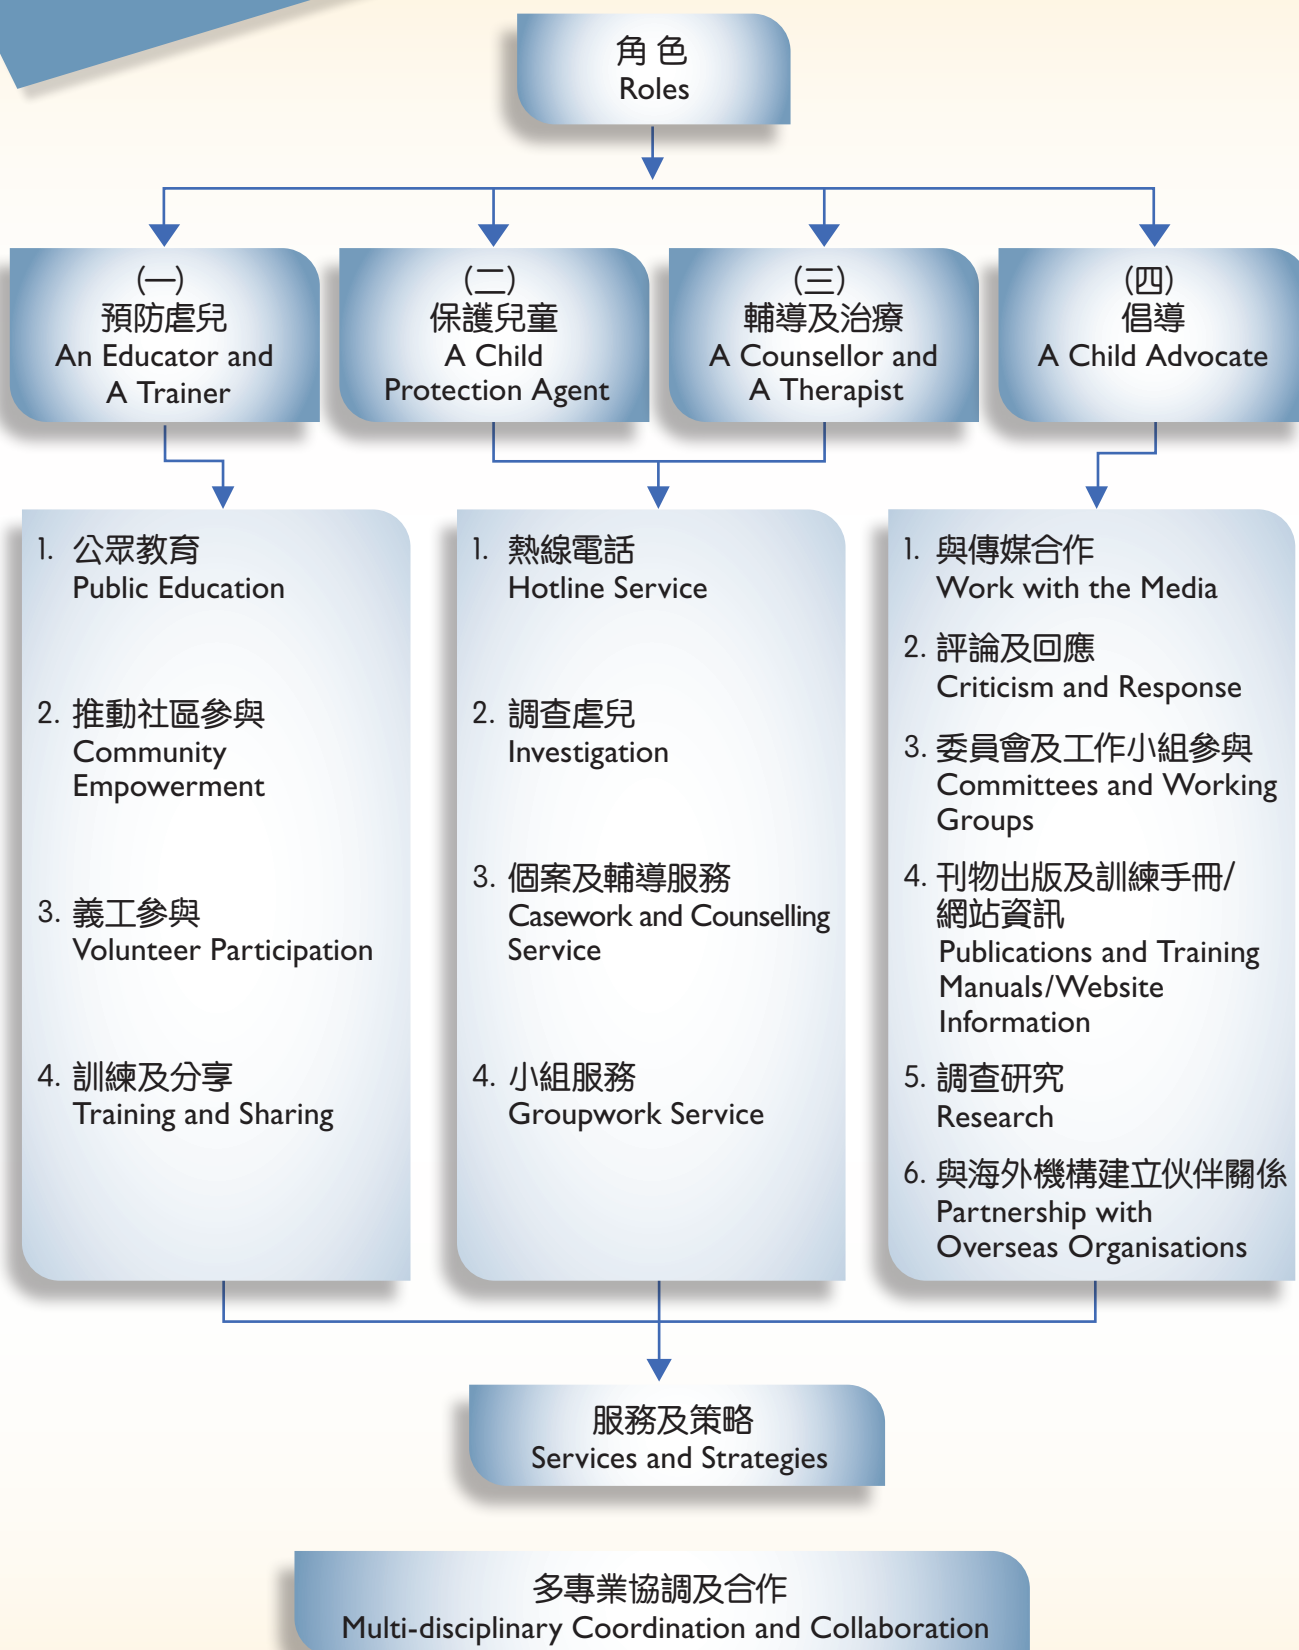 角 色
Roles
(一)
預防虐兒
An Educator and
A Trainer
(二)
保護兒童
A Child
Protection Agent
(三)
輔導及治療
A Counsellor and
A Therapist
(四)
倡導
A Child Advocate
1. 公眾教育
Public Education
2. 推動社區參與
Community
Empowerment
3. 義工參與
Volunteer Participation
4. 訓練及分享
Training and Sharing
1. 熱線電話
Hotline Service
2. 調查虐兒
Investigation
3. 個案及輔導服務
Casework and Counselling
Service
4. 小組服務
Groupwork Service
1. 與傳媒合作
Work with the Media
2. 評論及回應
Criticism and Response
3. 委員會及工作小組參與
Committees and Working
Groups
4. 刊物出版及訓練手冊/
網站資訊
Publications and Training
Manuals/Website
Information
5. 調查研究
Research
6. 與海外機構建立伙伴關係
Partnership with
Overseas Organisations
服務及策略
Services and Strategies
多專業協調及合作
Multi-disciplinary Coordination and Collaboration